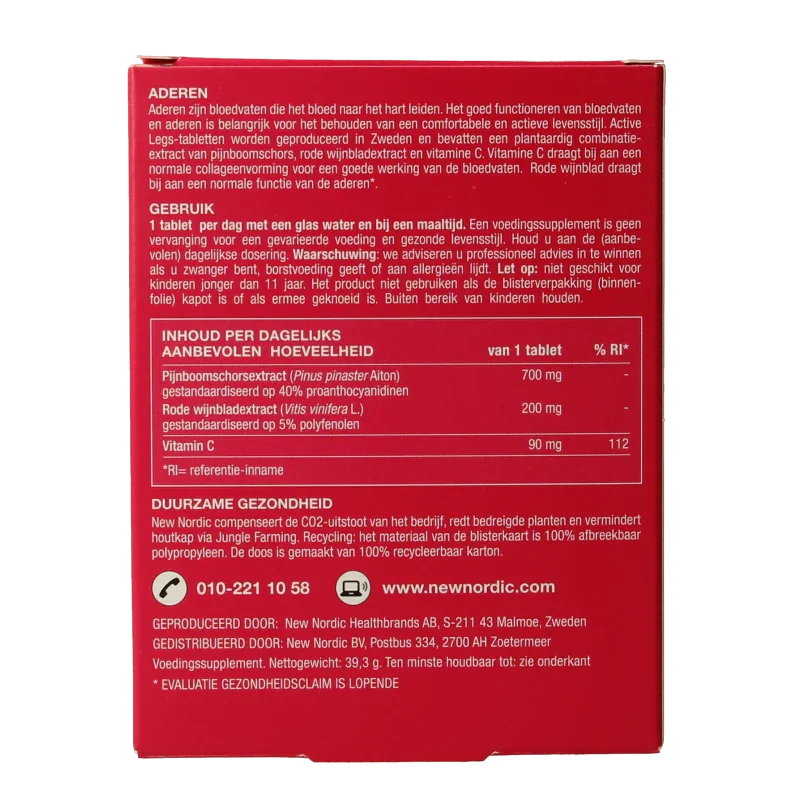 ADEREN
Aderen zijn bloedvaten die het bloed naar het hart leiden. Het goed functioneren van bloedvaten
en aderen is belangrijk voor het behouden van een comfortabele en actieve levensstijl. Active
Legs-tabletten worden geproduceerd in Zweden en bevatten een plantaardig combinatie-
extract van pijnboomschors, rode wijnbladextract en vitamine C. Vitamine C draagt bij aan een
normale collageenvorming voor een goede werking van de bloedvaten. Rode wijnblad draagt
bij aan een normale functie van de aderen*.
GEBRUIK
1 tablet per dag met een glas water en bij een maaltijd. Een voedingssupplement is geen
vervanging voor een gevarieerde voeding en gezonde levensstijl. Houd u aan de (aanbe-
volen) dagelijkse dosering. Waarschuwing: we adviseren u professioneel advies in te winnen
als u zwanger bent, borstvoeding geeft of aan allergieën lijdt. Let op: niet geschikt voor
kinderen jonger dan 11 jaar. Het product niet gebruiken als de blisterverpakking (binnen-
folie) kapot is of als ermee geknoeid is. Buiten bereik van kinderen houden.
INHOUD PER DAGELIJKS
AANBEVOLEN HOEVEELHEID van 1 tablet % RI*
Pijnboomschorsextract (Pinus pinaster Aiton) 700 mg -
gestandaardiseerd op 40% proanthocyanidinen
Rode wijnbladextract (Vitis vinifera L.) 200 mg -
gestandaardiseerd op 5% polyfenolen
Vitamin C 90 mg 112
*RI= referentie-inname
DUURZAME GEZONDHEID
New Nordic compenseert de CO2-uitstoot van het bedrijf, redt bedreigde planten en vermindert
houtkap via Jungle Farming. Recycling: het materiaal van de blisterkaart is 100% afbreekbaar
polypropyleen. De doos is gemaakt van 100% recycleerbaar karton.
010-221 10 58 www.newnordic.com
GEPRODUCEERD DOOR: New Nordic Healthbrands AB, S-211 43 Malmoe, Zweden
GEDISTRIBUEERD DOOR: New Nordic BV, Postbus 334, 2700 AH Zoetermeer
Voedingssupplement. Nettogewicht: 39,3 g. Ten minste houdbaar tot: zie onderkant
* EVALUATIE GEZONDHEIDSCLAIM IS LOPENDE